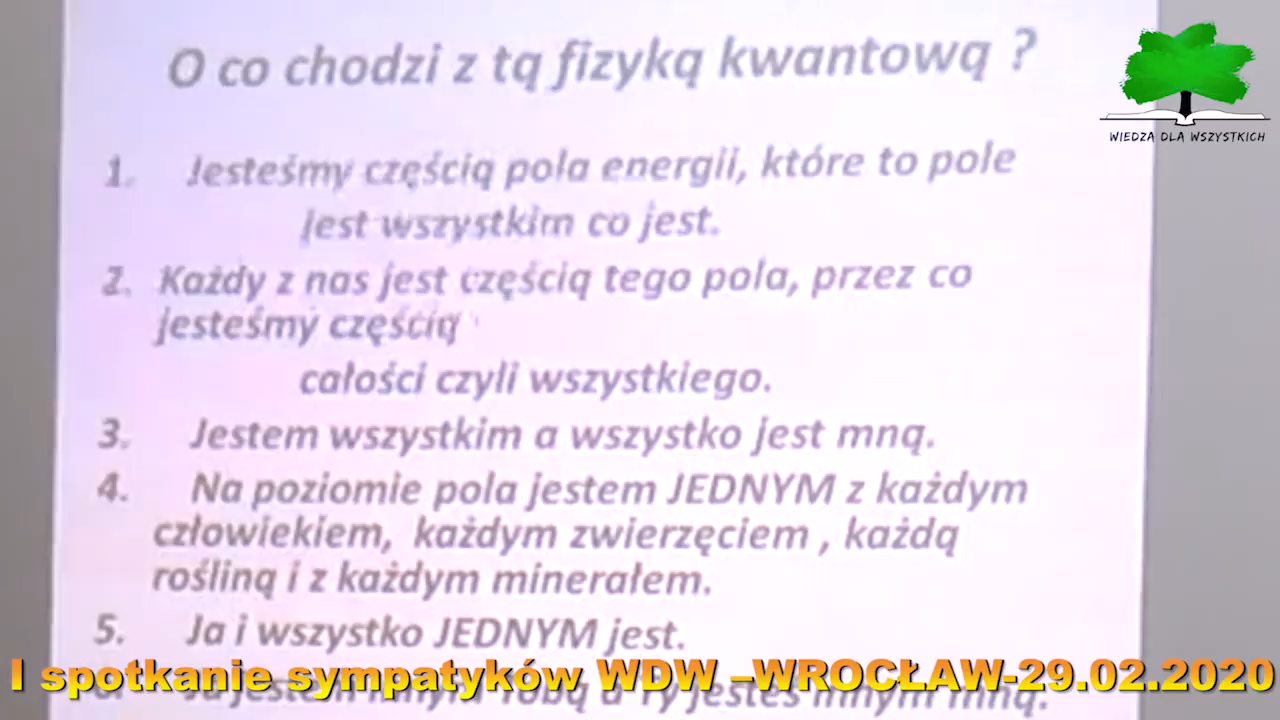 O co chodzi z tą fizyką kwantową ?
WIEDZA DLA WSZYSTKICH
1. Jesteśmy częścią pola energii, które to pole
jest wszystkim co jest.
2. Każdy z nas jest częścią tego pola, przez co
jesteśmy częścią
całości czyli wszystkiego.
3. Jestem wszystkim a wszystko jest mną.
4. Na poziomie pola jestem JEDNYM z każdym
człowiekiem, każdym zwierzęciem , każdą
rośliną i z każdym minerałem.
5. Ja i wszystko JEDNYM jest.
I spotkanie sympatyków WDW –WROCŁAW-29.02.2020